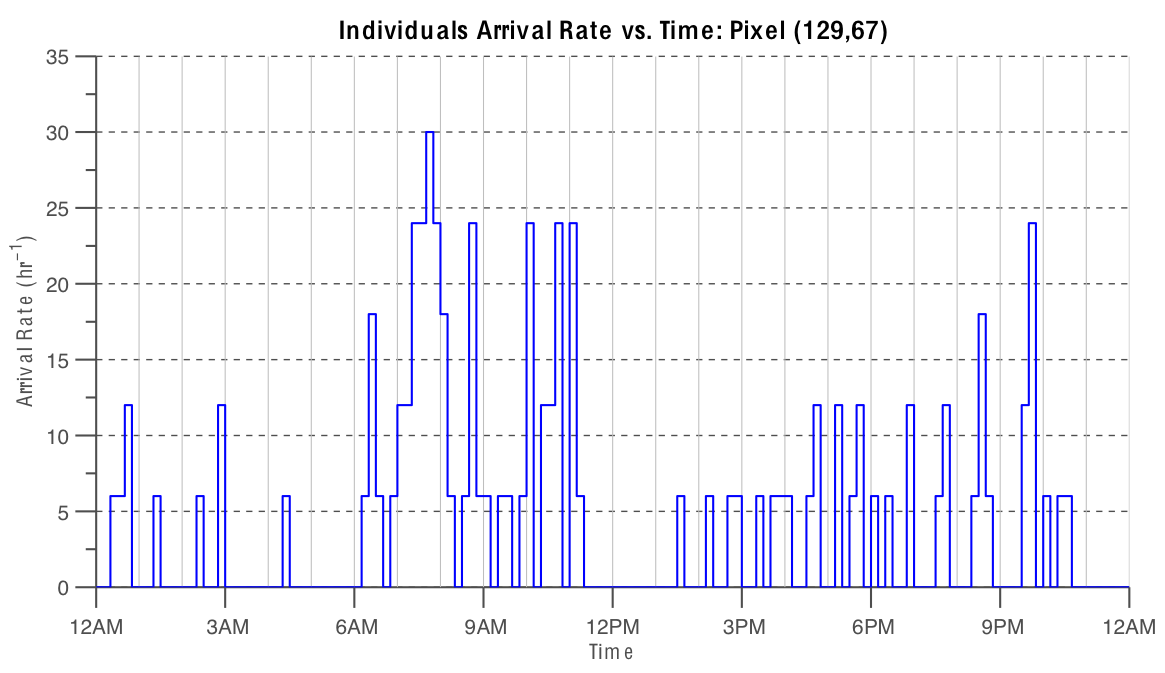 Individuals Arrival Rate vs. Time: Pixel (129,67)
35
30
25
20
15
10
5
0
Arrival Rate (hr⁻¹)
12AM 3AM 6AM 9AM 12PM 3PM 6PM 9PM 12AM
Time